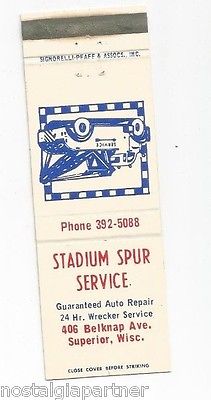 SIGNORELLI-PFAFF & ASSOCS., INC.
SERVICE
Phone 392-5088
STADIUM SPUR
SERVICE
Guaranteed Auto Repair
24 Hr. Wrecker Service
406 Belknap Ave.
Superior, Wisc.
CLOSE COVER BEFORE STRIKING
nostalgiapartner